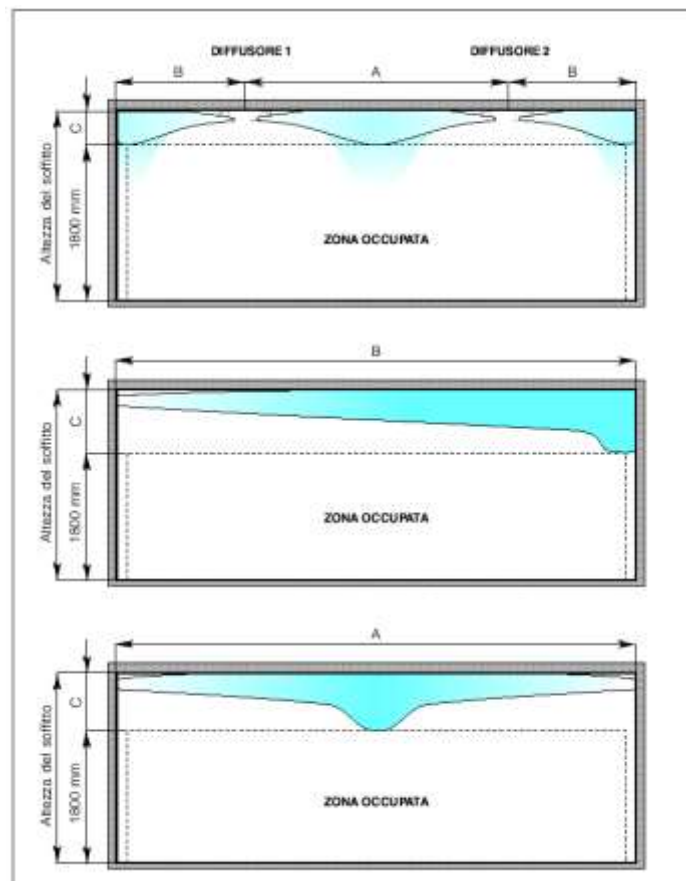 DIFFUSORE 1 DIFFUSORE 2
B A B
C
Altezza del soffitto
1800 mm
ZONA OCCUPATA
B
C
Altezza del soffitto
1800 mm
ZONA OCCUPATA
A
C
Altezza del soffitto
1800 mm
ZONA OCCUPATA